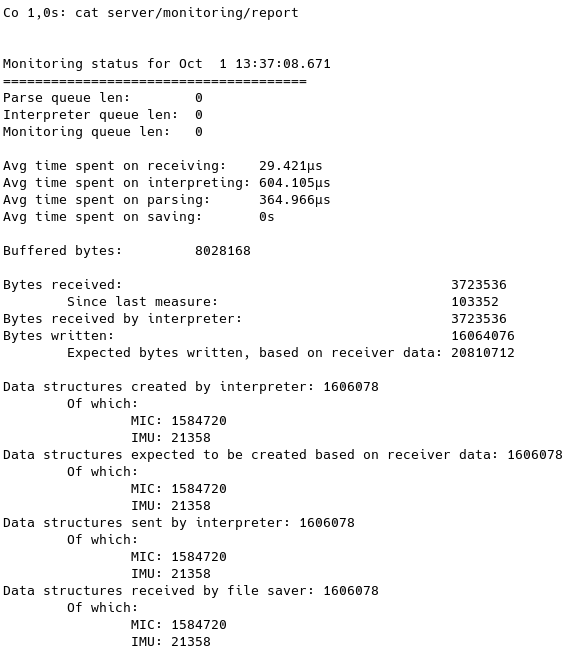 Co 1,0s: cat server/monitoring/report
Monitoring status for Oct  1 13:37:08.671
======================================
Parse queue len:        0
Interpreter queue len:  0
Monitoring queue len:   0
Avg time spent on receiving:    29.421µs
Avg time spent on interpreting: 604.105µs
Avg time spent on parsing:      364.966µs
Avg time spent on saving:       0s
Buffered bytes:         8028168
Bytes received:                                         3723536
        Since last measure:                             103352
Bytes received by interpreter:                          3723536
Bytes written:                                          16064076
        Expected bytes written, based on receiver data: 20810712
Data structures created by interpreter: 1606078
        Of which:
                MIC: 1584720
                IMU: 21358
Data structures expected to be created based on receiver data: 1606078
        Of which:
                MIC: 1584720
                IMU: 21358
Data structures sent by interpreter: 1606078
        Of which:
                MIC: 1584720
                IMU: 21358
Data structures received by file saver: 1606078
        Of which:
                MIC: 1584720
                IMU: 21358